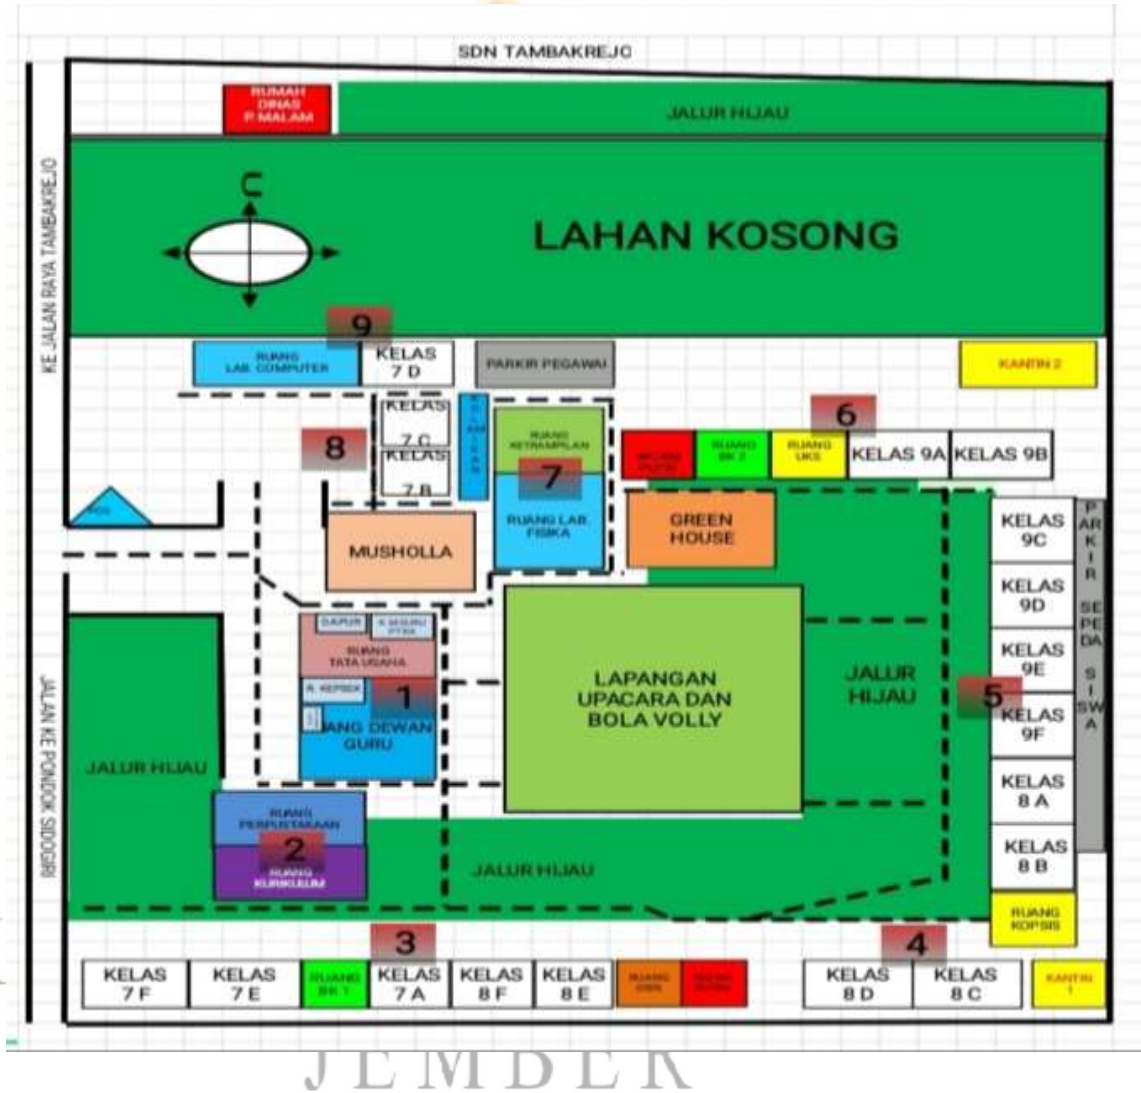 SDN TAMBAKREJO
RUMAH
DINAS
P. MALAM
JALUR HIJAU
KE JALAN RAYA TAMBAKREJO
U
LAHAN KOSONG
9
RUANG
LAB. COMPUTER
KELAS
7 D
PARKIR PEGAWAI
KANTIN 2
8
KELAS
7 C
KELAS
7 B
RUANG
KETRAMPILAN
7
RUANG LAB.
FISIKA
6
RUANG
BK 2
RUANG
UKS
KELAS 9A
KELAS 9B
POS
MUSHOLLA
GREEN
HOUSE
KELAS
9C
KELAS
9D
KELAS
9E
KELAS
9F
KELAS
8 A
KELAS
8 B
PARKIR SEPEDA SISWA
5
DAPUR
RUANG
TATA USAHA
R. KEPSEK
1
ANG DEWAN
GURU
LAPANGAN
UPACARA DAN
BOLA VOLLY
JALUR
HIJAU
JALAN KE PONDOK SIDOGIRI
JALUR HIJAU
RUANG
PERPUSTAKAAN
2
RUANG
KURIKULUM
JALUR HIJAU
RUANG
KOPSIS
3
4
KELAS
7 F
KELAS
7 E
RUANG
BK 1
KELAS
7 A
KELAS
8 F
KELAS
8 E
RUANG
KELAS
8 D
KELAS
8 C
KANTIN
1
JEMBER